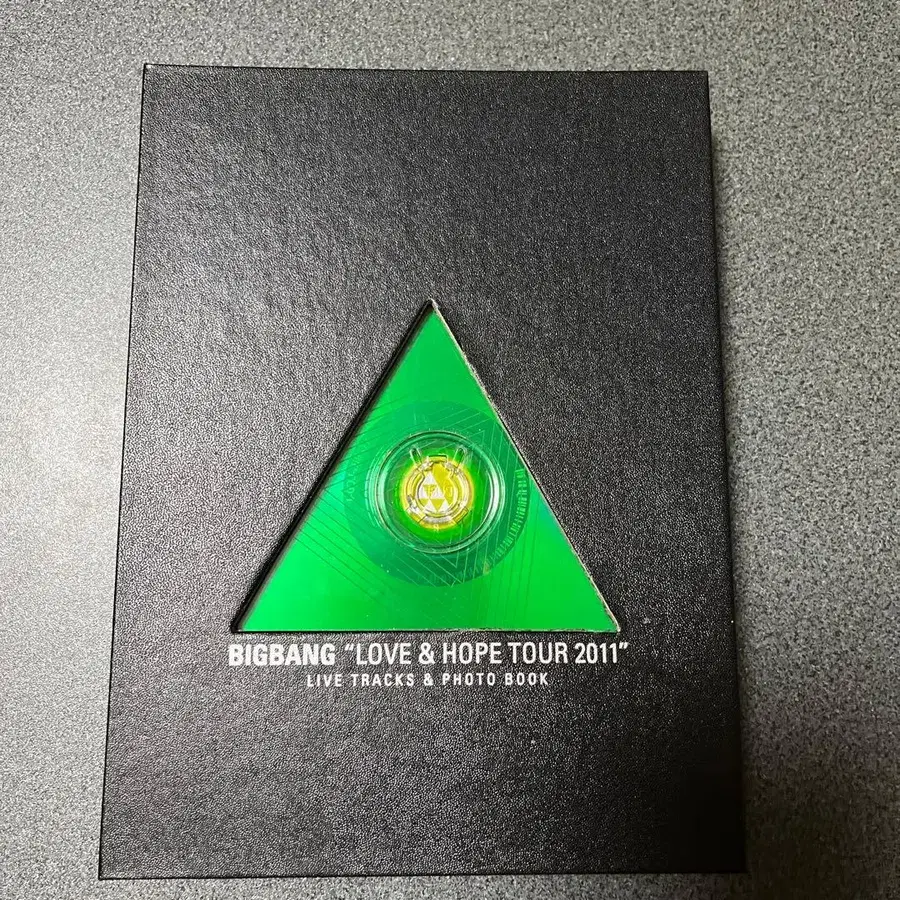 BIGBANG "LOVE & HOPE TOUR 2011"
LIVE TRACKS & PHOTO BOOK